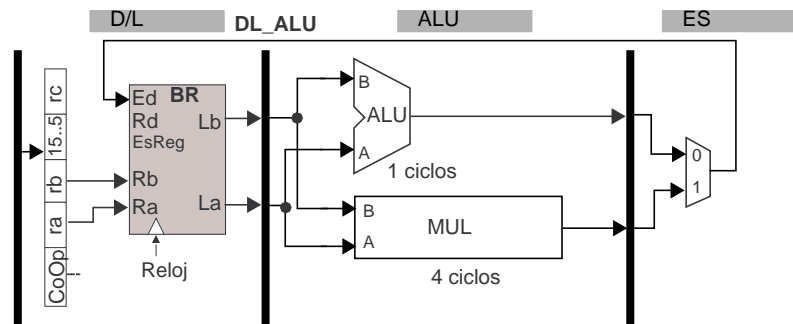 D/L
DL_ALU
ALU
ES
rc
15..5
rb
ra
CoOp
Ed
BR
Rd
EsReg
Rb
Ra
Lb
La
Reloj
B
ALU
A
1 ciclos
B
MUL
A
4 ciclos
0
1